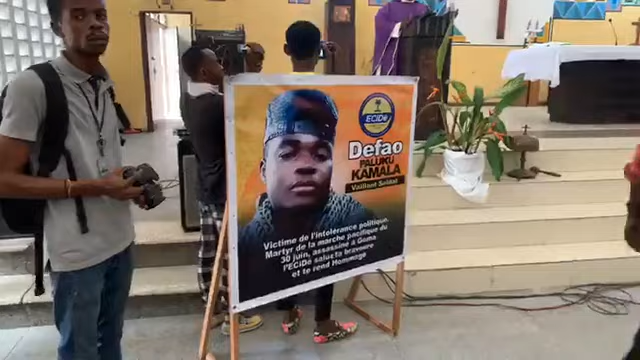 ECiDé
Defao
PALUKU
KAMALA
Vaillant Soldat
Victime de l'intolérance politique.
Martyr de la marche pacifique du
30 juin, assassiné à Goma
l'ECiDé salue ta bravoure
et te rend Hommage